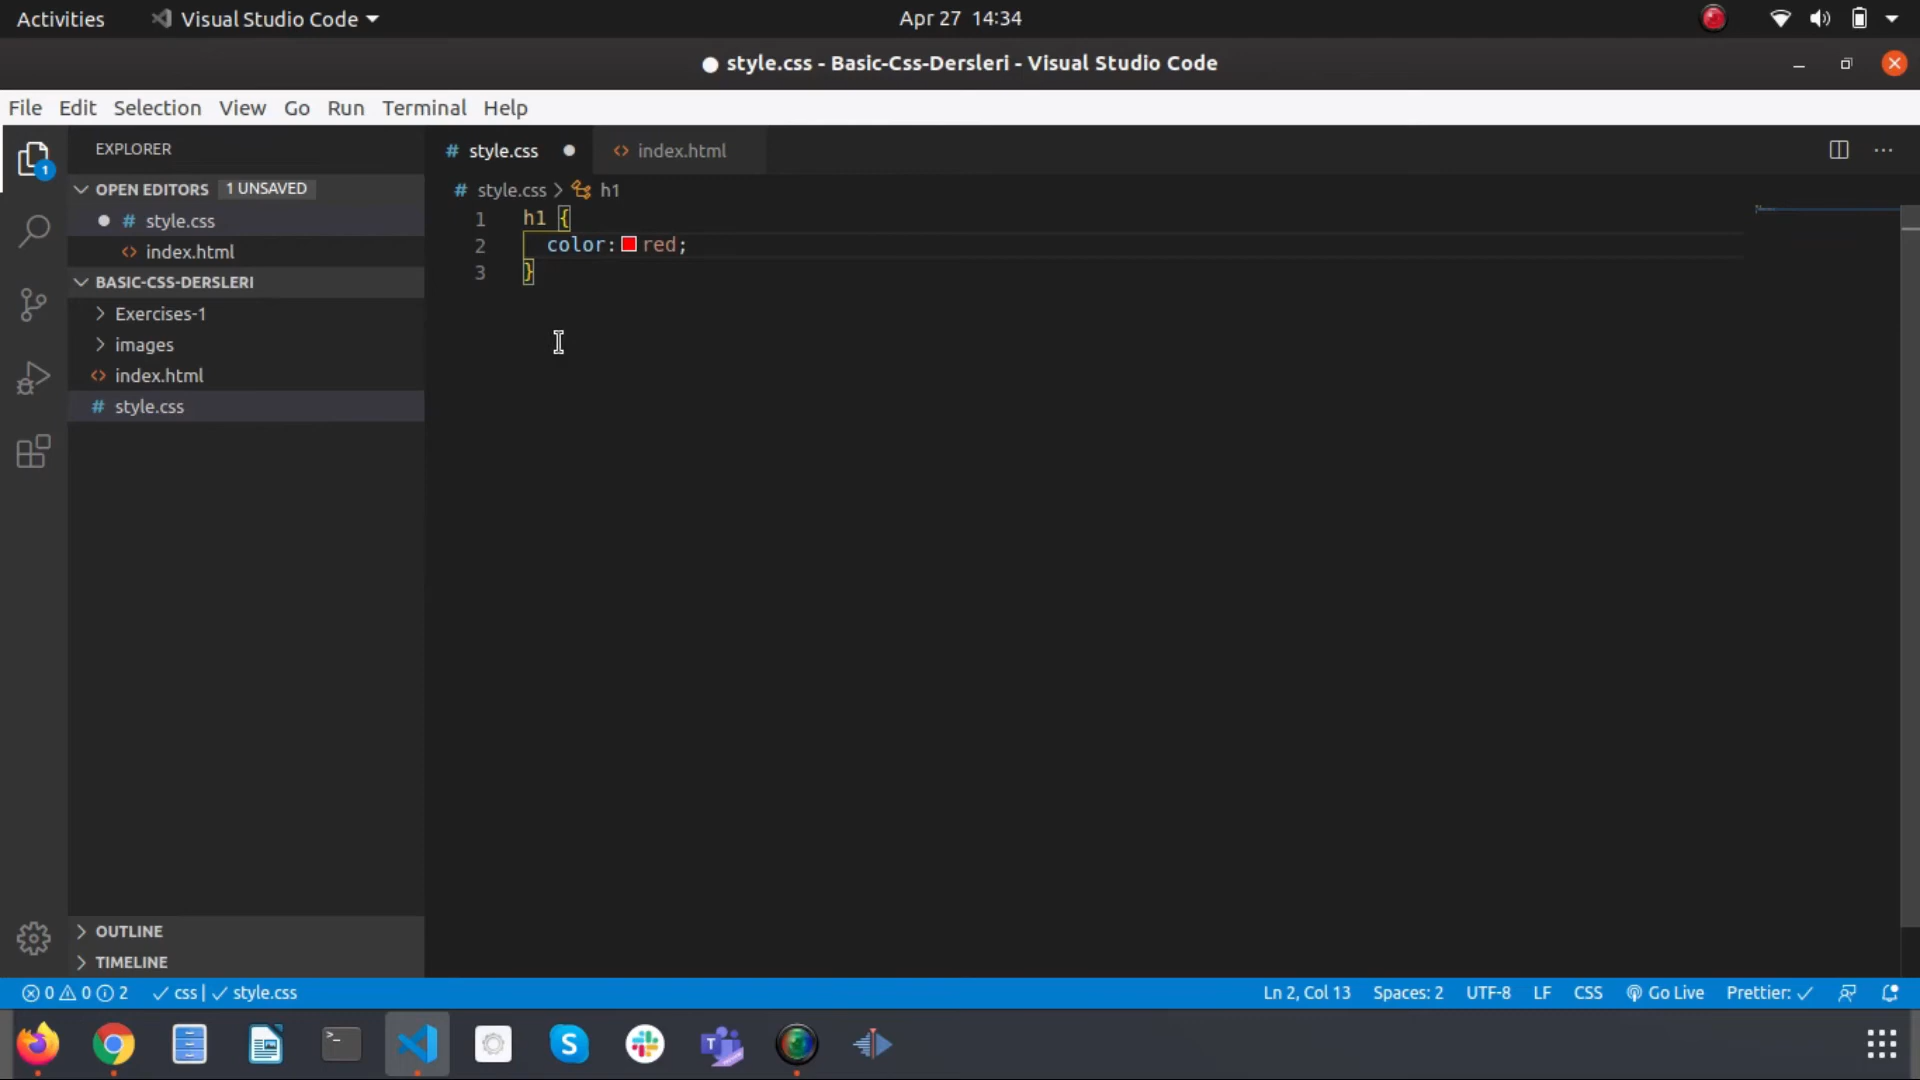 Activities Visual Studio Code Apr 27 14:34
style.css - Basic-Css-Dersleri - Visual Studio Code
File Edit Selection View Go Run Terminal Help
EXPLORER
OPEN EDITORS 1 UNSAVED
# style.css
<> index.html
BASIC-CSS-DERSLERI
Exercises-1
images
<> index.html
# style.css
OUTLINE
TIMELINE
1
# style.css
<> index.html
# style.css > h1
1 h1 {
2 color: red;
3 }
0 0 2 css | style.css Ln 2, Col 13 Spaces: 2 UTF-8 LF CSS Go Live Prettier: